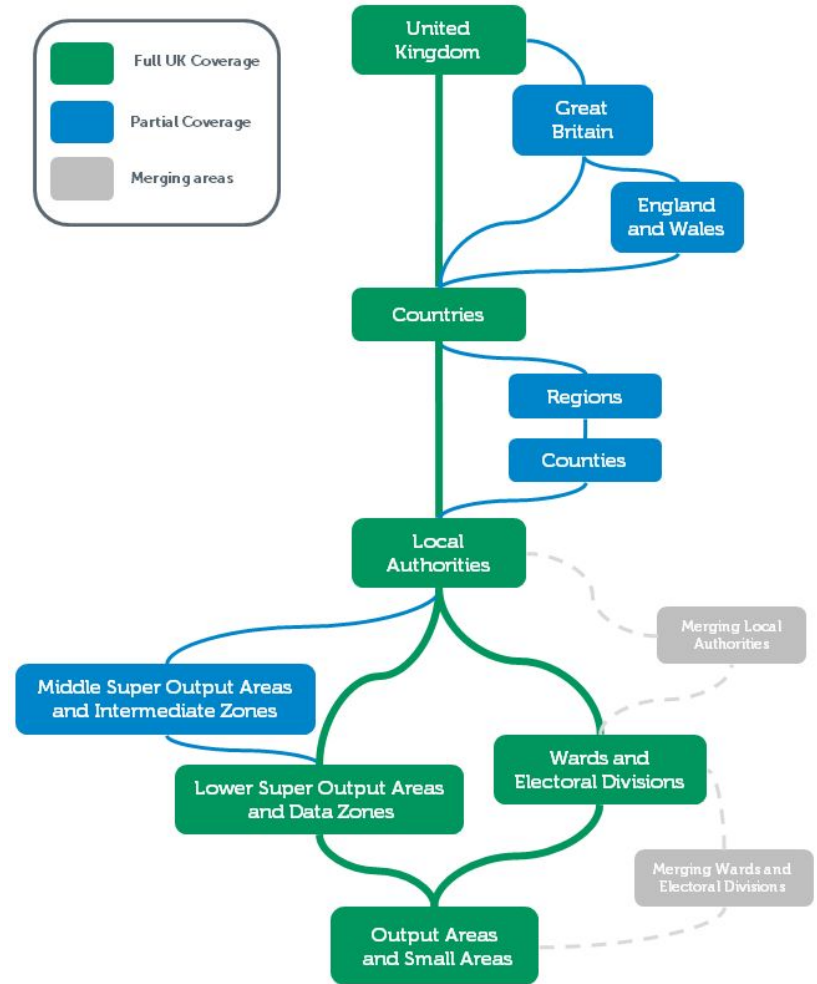 Full UK Coverage
Partial Coverage
Merging areas
United
Kingdom
Great
Britain
England
and Wales
Countries
Regions
Counties
Local
Authorities
Merging Local
Authorities
Middle Super Output Areas
and Intermediate Zones
Wards and
Electoral Divisions
Lower Super Output Areas
and Data Zones
Merging Wards and
Electoral Divisions
Output Areas
and Small Areas